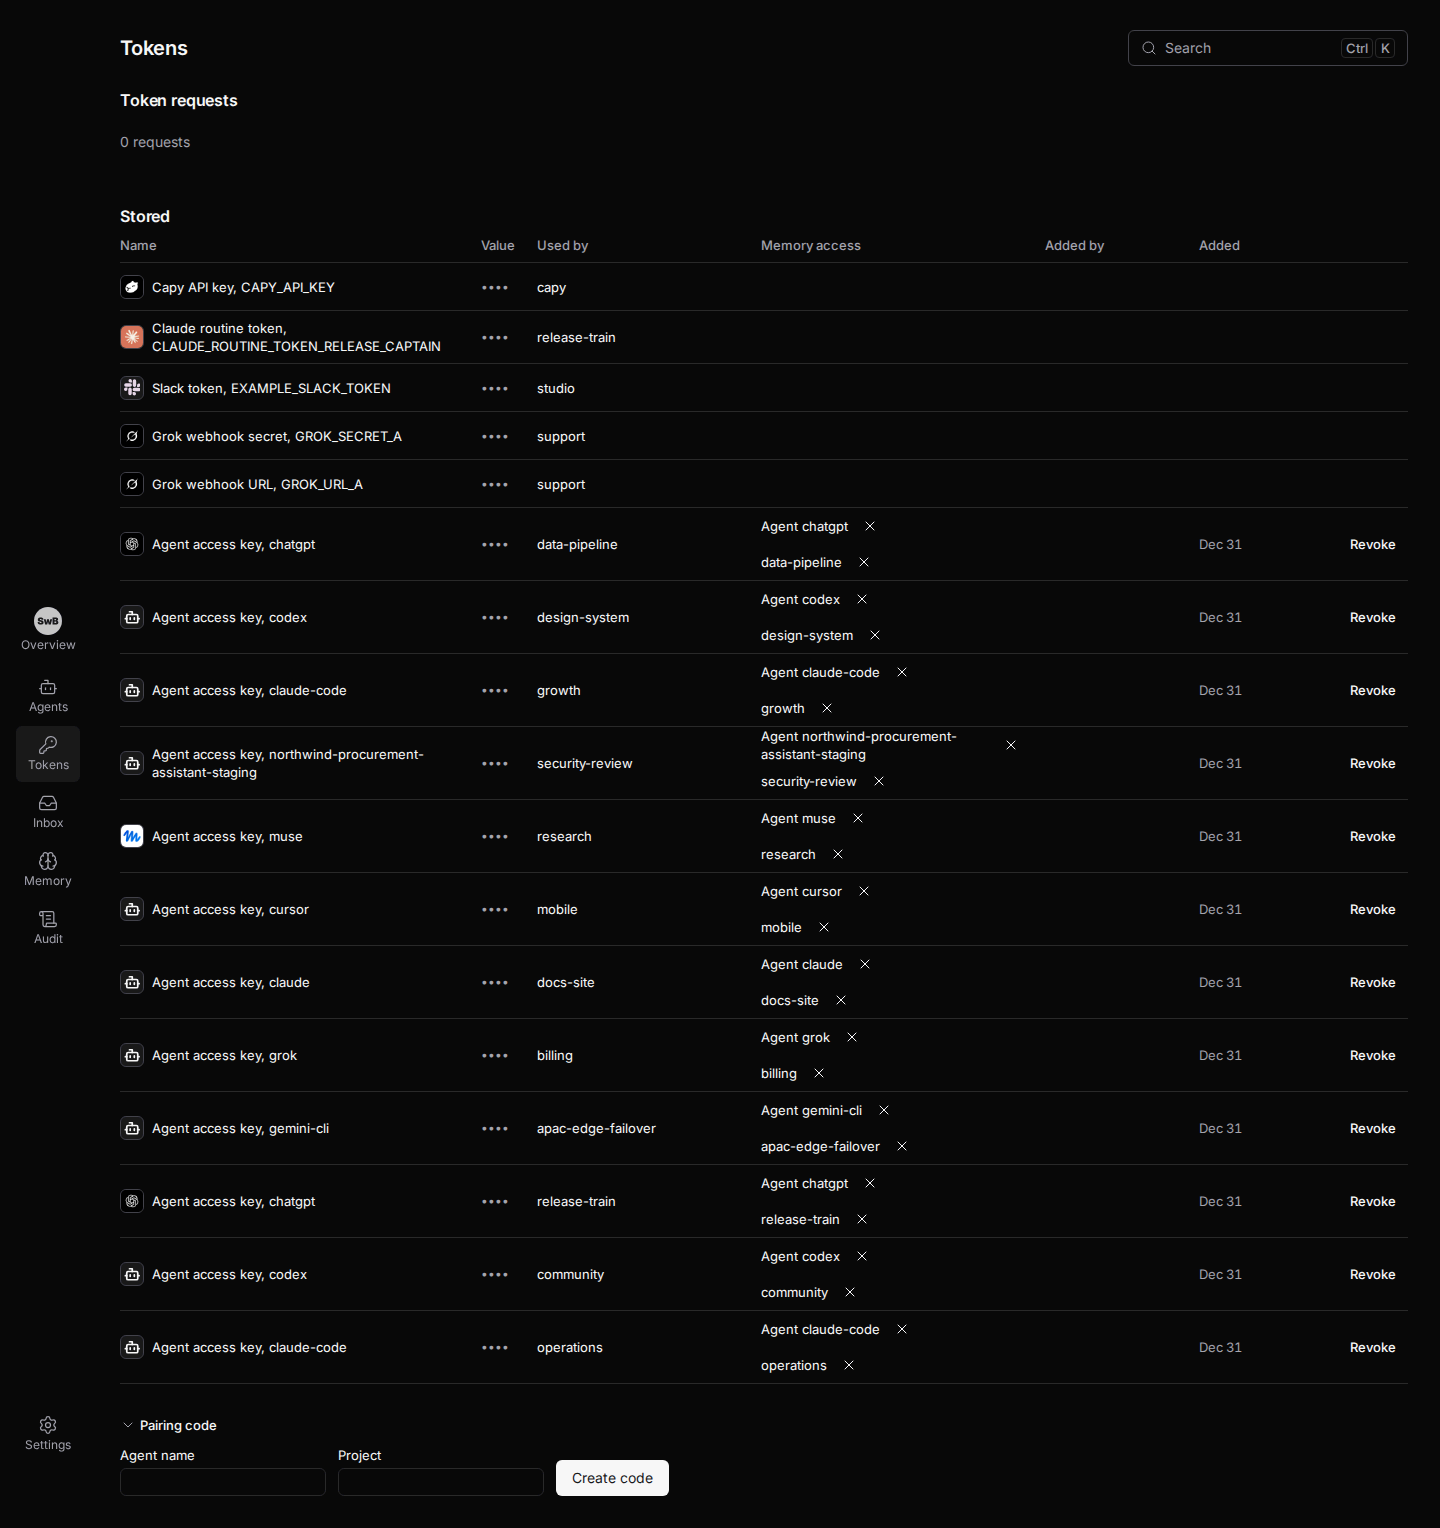 Tokens
Search
Ctrl K
Token requests
0 requests
Stored
Name Value Used by Memory access Added by Added
Capy API key, CAPY_API_KEY •••• capy
Claude routine token,
CLAUDE_ROUTINE_TOKEN_RELEASE_CAPTAIN •••• release-train
Slack token, EXAMPLE_SLACK_TOKEN •••• studio
Grok webhook secret, GROK_SECRET_A •••• support
Grok webhook URL, GROK_URL_A •••• support
Agent access key, chatgpt •••• data-pipeline
Agent chatgpt
data-pipeline
Dec 31 Revoke
Agent access key, codex •••• design-system
Agent codex
design-system
Dec 31 Revoke
Agent access key, claude-code •••• growth
Agent claude-code
growth
Dec 31 Revoke
Agent access key, northwind-procurement-
assistant-staging •••• security-review
Agent northwind-procurement-
assistant-staging
security-review
Dec 31 Revoke
Agent access key, muse •••• research
Agent muse
research
Dec 31 Revoke
Agent access key, cursor •••• mobile
Agent cursor
mobile
Dec 31 Revoke
Agent access key, claude •••• docs-site
Agent claude
docs-site
Dec 31 Revoke
Agent access key, grok •••• billing
Agent grok
billing
Dec 31 Revoke
Agent access key, gemini-cli •••• apac-edge-failover
Agent gemini-cli
apac-edge-failover
Dec 31 Revoke
Agent access key, chatgpt •••• release-train
Agent chatgpt
release-train
Dec 31 Revoke
Agent access key, codex •••• community
Agent codex
community
Dec 31 Revoke
Agent access key, claude-code •••• operations
Agent claude-code
operations
Dec 31 Revoke
Pairing code
Agent name Project
Create code
SwB
Overview
Agents
Tokens
Inbox
Memory
Audit
Settings